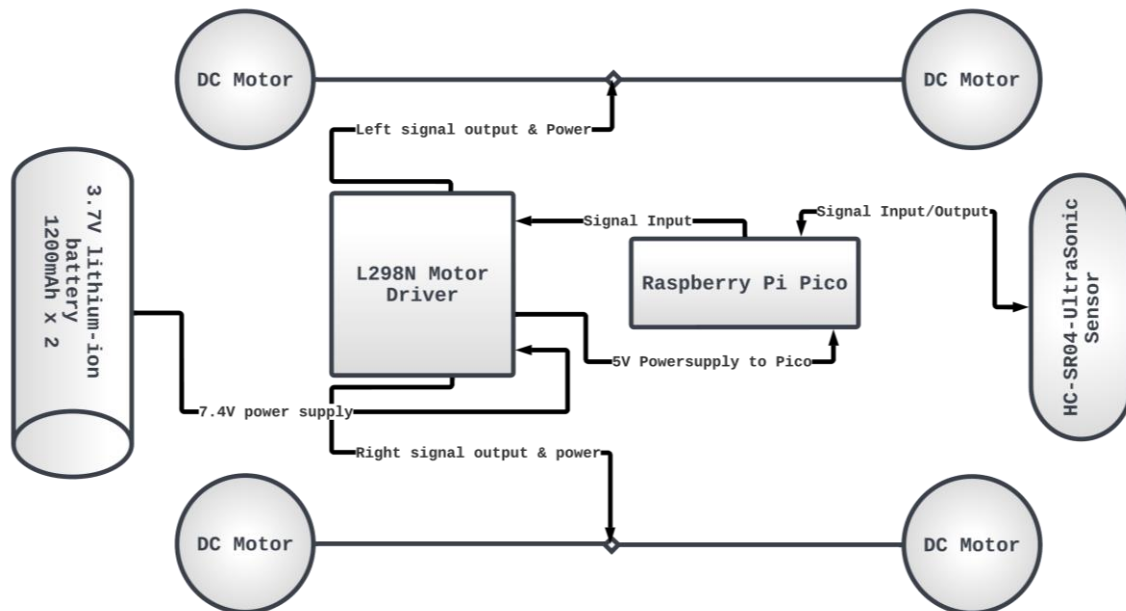 DC Motor
DC Motor
Left signal output & Power
3.7V lithium-ion
battery
1200mAh x 2
Signal Input
Signal Input/Output
L298N Motor
Driver
Raspberry Pi Pico
HC-SR04-UltraSonic
Sensor
5V Powersupply to Pico
7.4V power supply
Right signal output & power
DC Motor
DC Motor